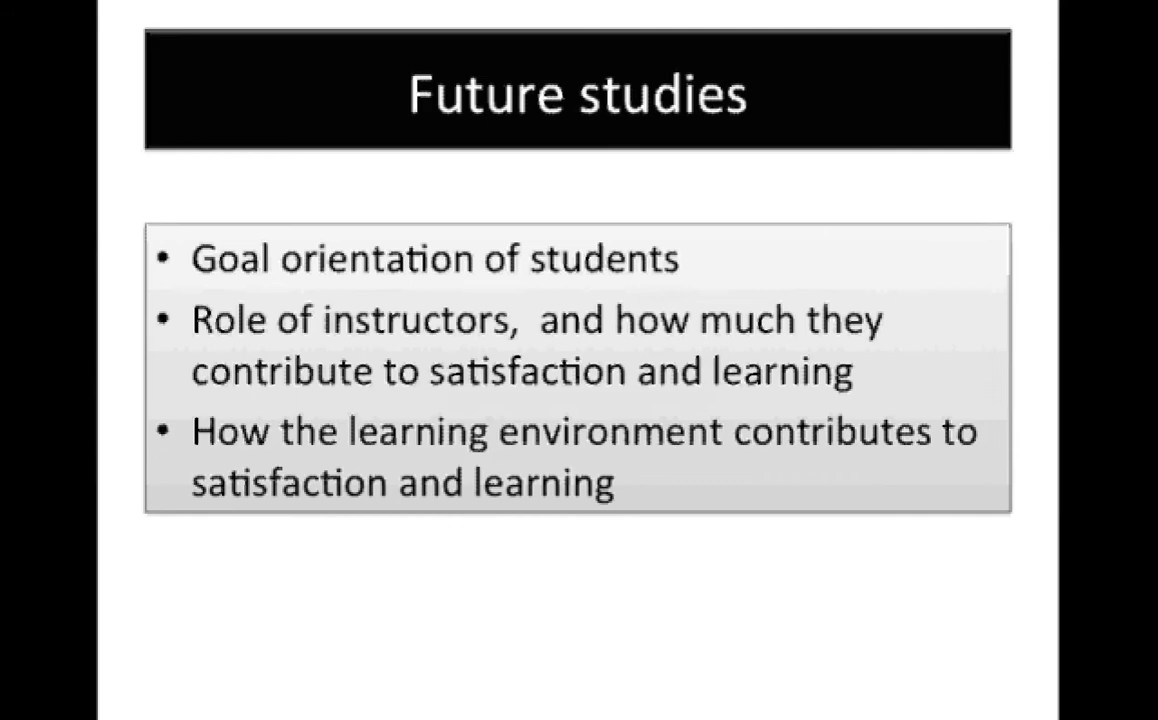 Future studies
• Goal orientation of students
• Role of instructors,  and how much they
contribute to satisfaction and learning
• How the learning environment contributes to
satisfaction and learning